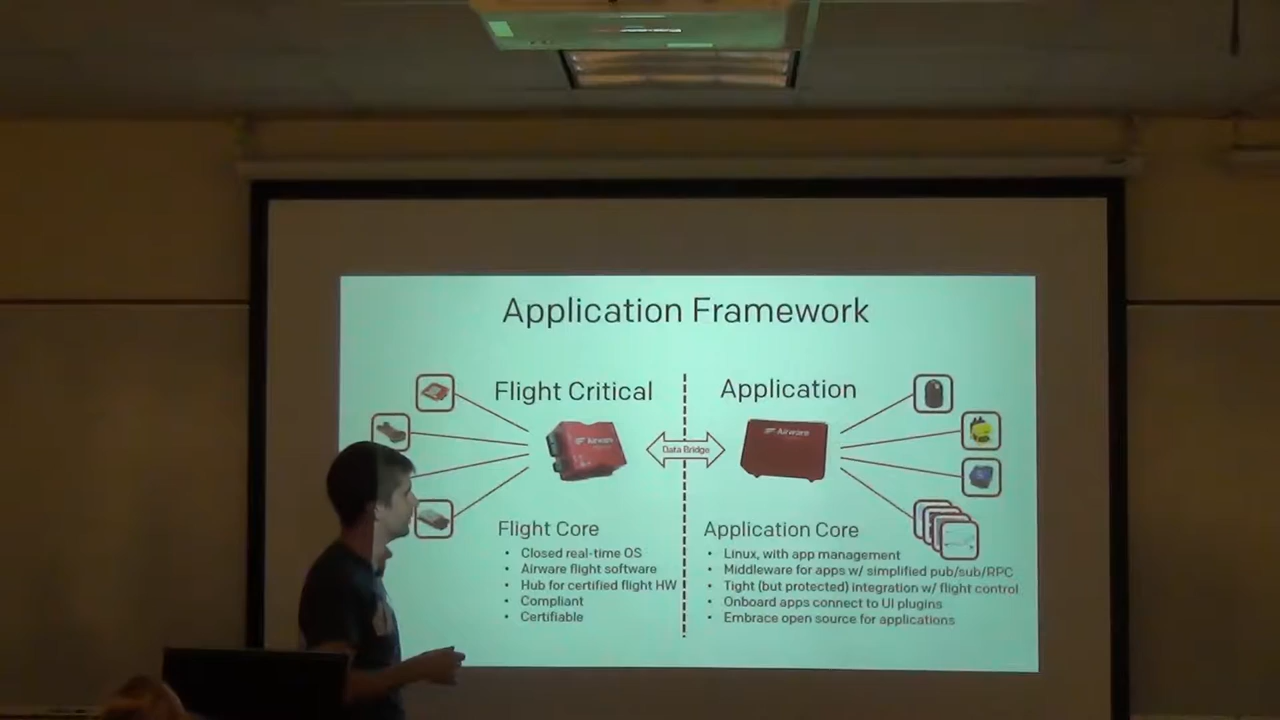 Application Framework
Flight Critical
Application
Airware
Airware
Data Bridge
Flight Core
• Closed real-time OS
• Airware flight software
• Hub for certified flight HW
• Compliant
• Certifiable
Application Core
• Linux, with app management
• Middleware for apps w/ simplified pub/sub/RPC
• Tight (but protected) integration w/ flight control
• Onboard apps connect to UI plugins
• Embrace open source for applications